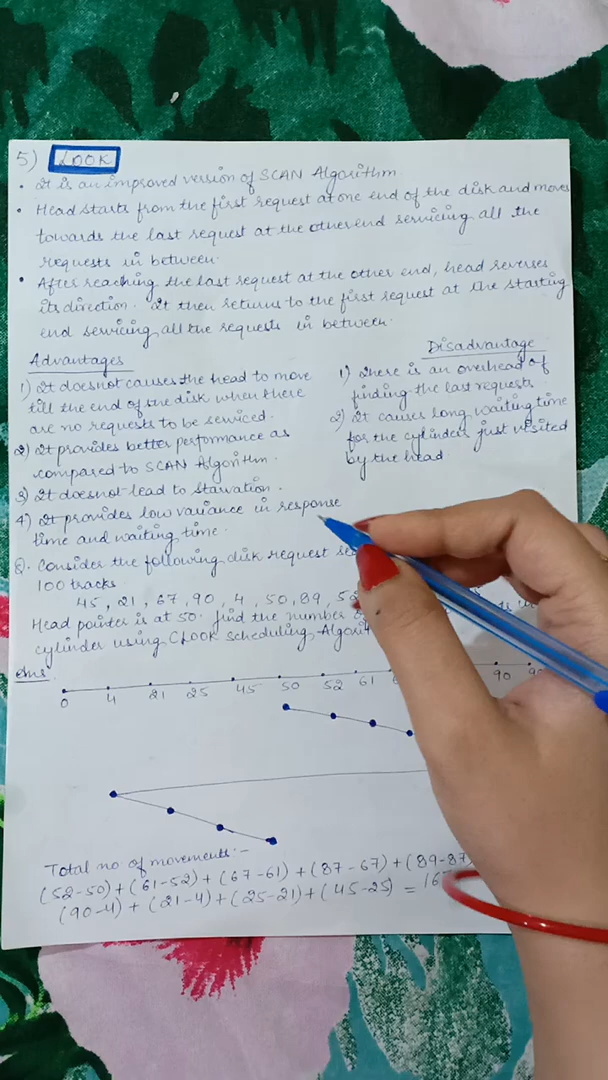 5) LOOK
• It is an improved version of SCAN Algorithm.
• Head starts from the first request at one end of the disk and moves
towards the last request at the other end servicing all the
requests in between.
• After reaching the last request at the other end, head reverses
its direction. It then returns to the first request at the starting
end servicing all the requests in between.
Advantages
1) It doesnot causes the head to move
till the end of the disk when there
are no requests to be serviced.
2) It provides better performance as
compared to SCAN Algorithm.
3) It doesnot lead to starvation.
4) It provides low variance in response
time and waiting time.
Disadvantage
1) There is an overhead of
finding the last requests.
2) It causes long waiting time
for the cylinders just visited
by the head.
Q. Consider the following disk request
100 tracks
45, 21, 67, 90, 4, 50, 89, 52
Head pointer is at 50. find the number
cylinder using CLOOK scheduling
Ans:
0 4 21 25 45 50 52 61 90
Total no of movements:-
(52-50)+(61-52)+(67-61)+(87-67)+(89-87)
(90-4)+(21-4)+(25-21)+(45-25) =